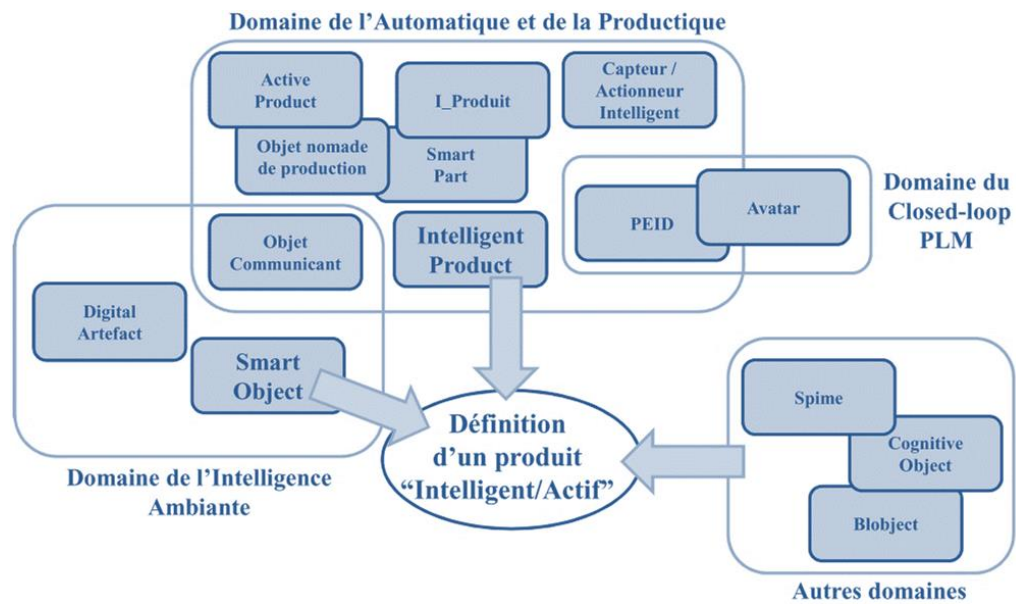 Domaine de l’Automatique et de la Productique
Active
Product
I_Produit
Capteur /
Actionneur
Intelligent
Objet nomade
de production
Smart
Part
Domaine du
Closed-loop
PLM
PEID
Avatar
Objet
Communicant
Intelligent
Product
Digital
Artefact
Smart
Object
Définition
d’un produit
“Intelligent/Actif”
Domaine de l’Intelligence
Ambiante
Spime
Cognitive
Object
Blobject
Autres domaines